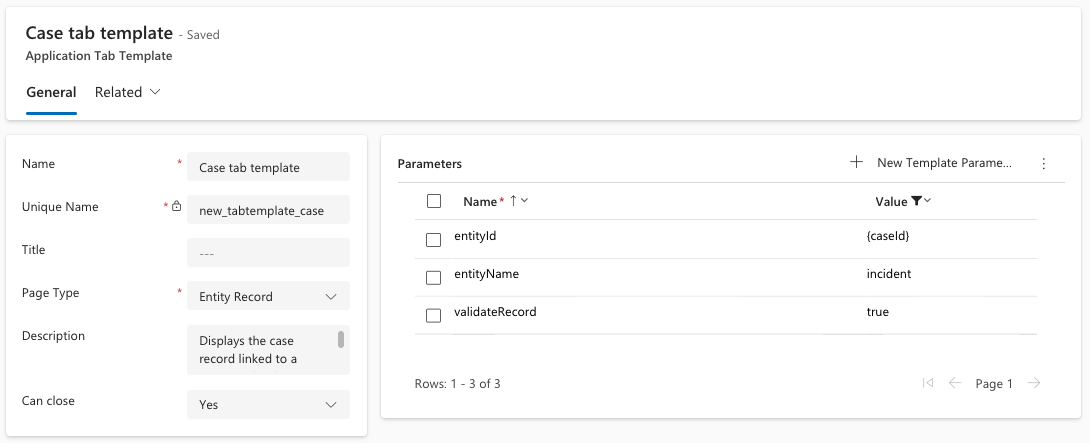 Case tab template - Saved
Application Tab Template
General Related
Name * Case tab template
Unique Name * new_tabtemplate_case
Title ---
Page Type * Entity Record
Description Displays the case
record linked to a
Can close Yes
Parameters + New Template Parame...
Name* Value
entityId {caseId}
entityName incident
validateRecord true
Rows: 1 - 3 of 3 Page 1